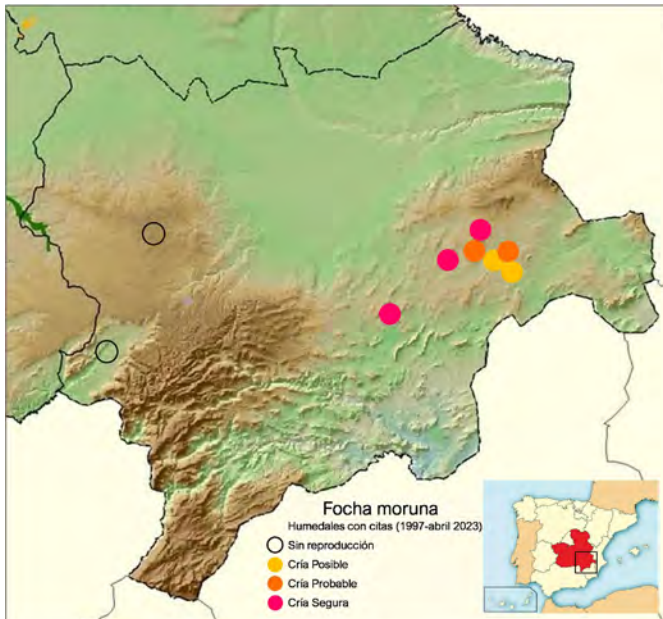 Focha moruna
Humedales con citas (1997-abril 2023)
Sin reproducción
Cría Posible
Cría Probable
Cría Segura